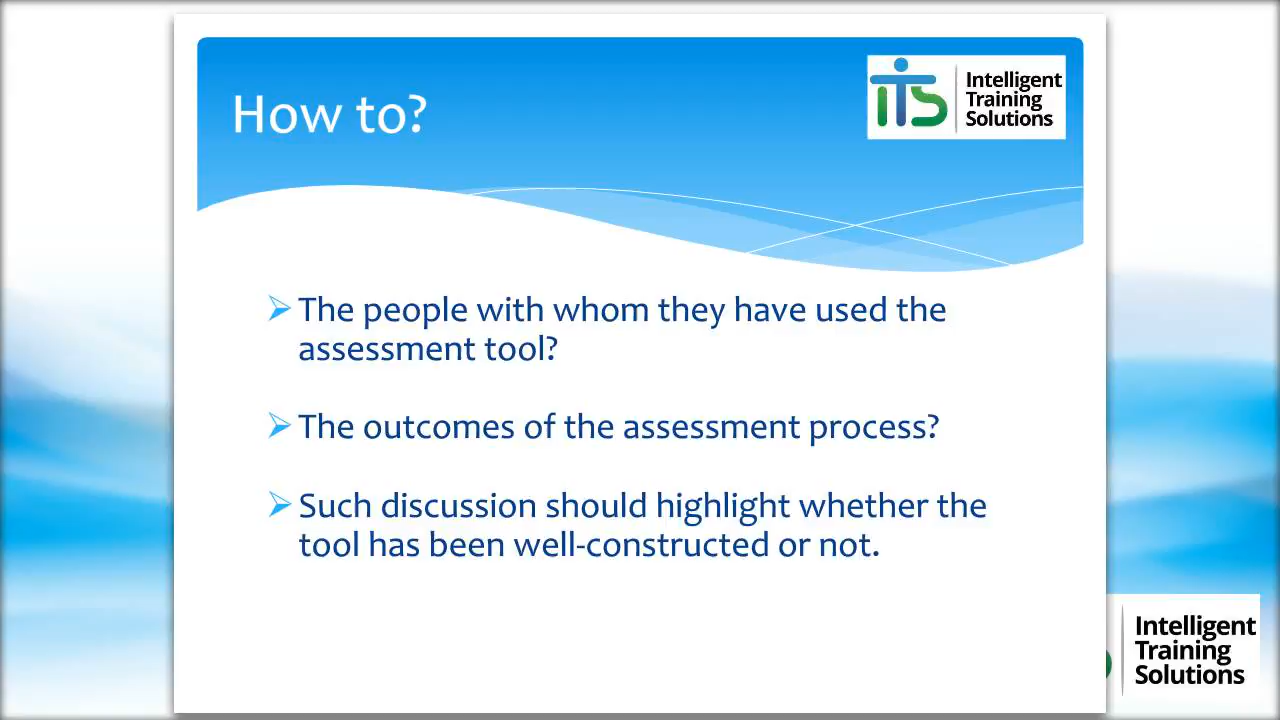 How to?
iTS
Intelligent
Training
Solutions
➢ The people with whom they have used the
assessment tool?
➢ The outcomes of the assessment process?
➢ Such discussion should highlight whether the
tool has been well-constructed or not.
Intelligent
Training
Solutions